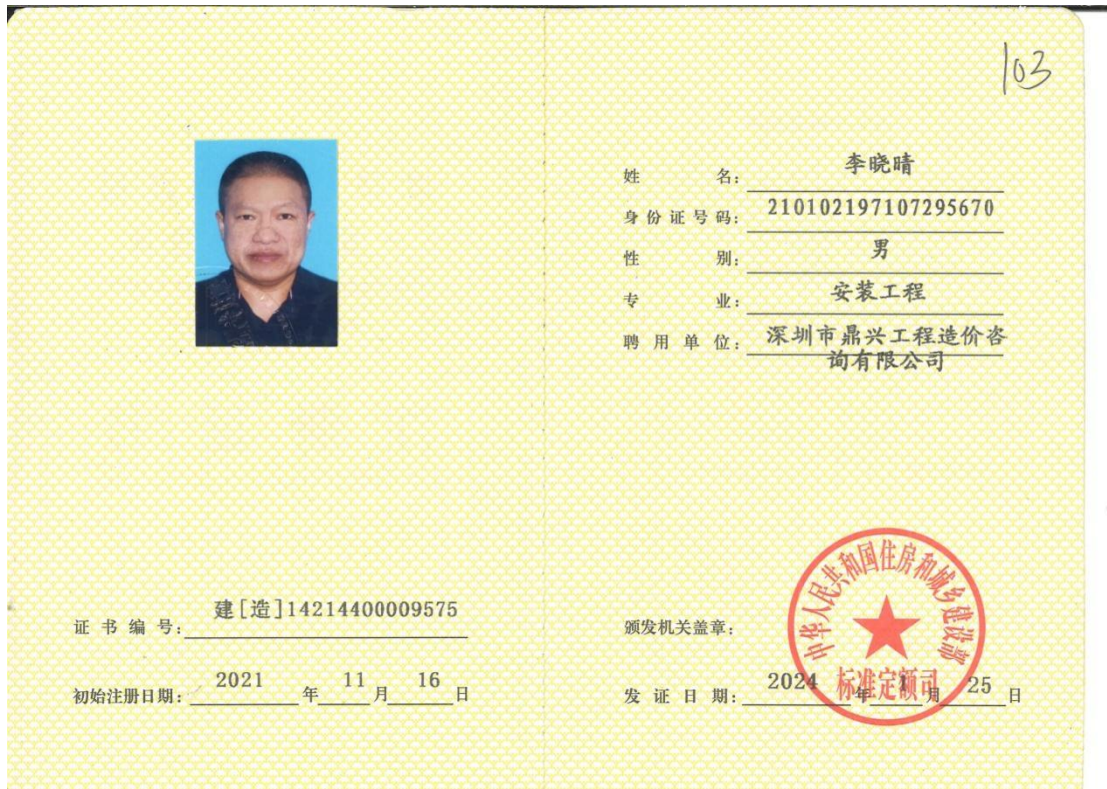 103
姓 名: 李晓晴
身份证号码: 210102197107295670
性 别: 男
专 业: 安装工程
聘用单位: 深圳市鼎兴工程造价咨
询有限公司
证书编号: 建[造]14214400009575
初始注册日期: 2021 年 11 月 16 日
颁发机关盖章:
中华人民共和国住房和城乡建设部
标准定额司
发证日期: 2024 年 1 月 25 日